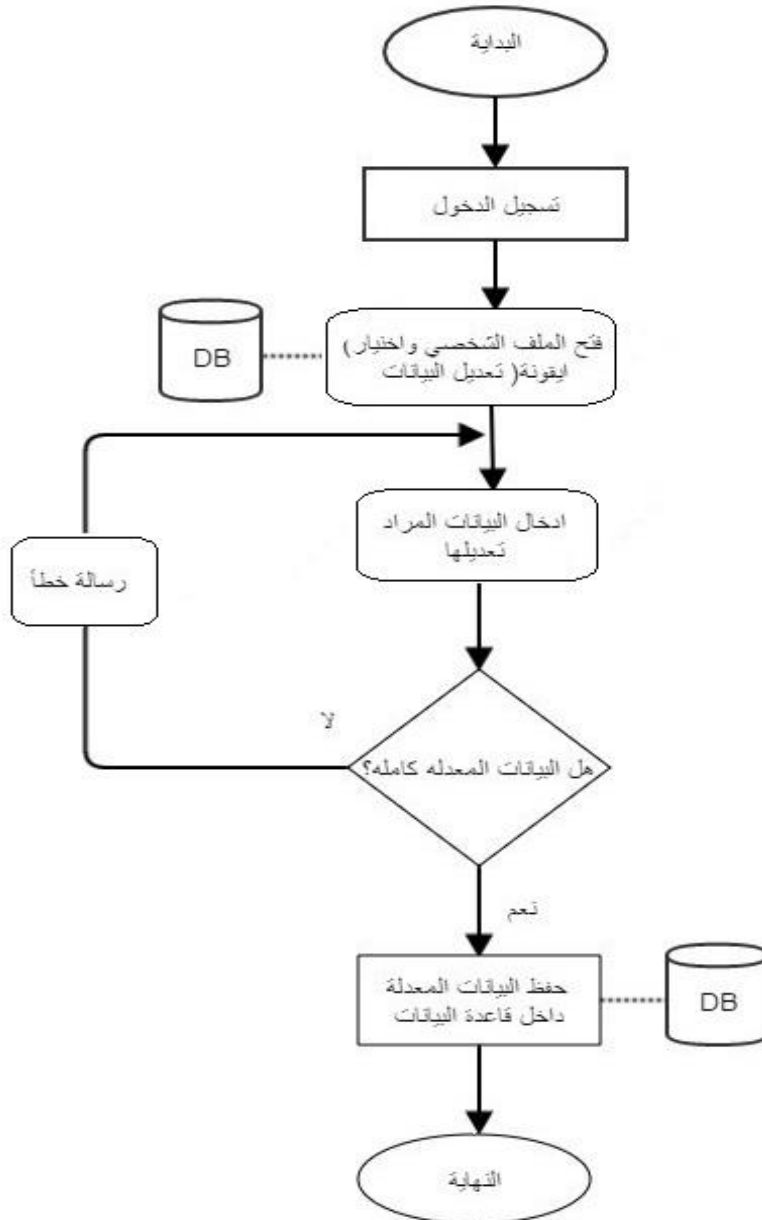 البداية
تسجيل الدخول
DB
فتح الملف الشخصي واختيار)
ايقونة( تعديل البيانات
ادخال البيانات المراد
تعديلها
رسالة خطأ
لا
هل البيانات المعدله كامله؟
نعم
حفظ البيانات المعدلة
داخل قاعدة البيانات
DB
النهاية